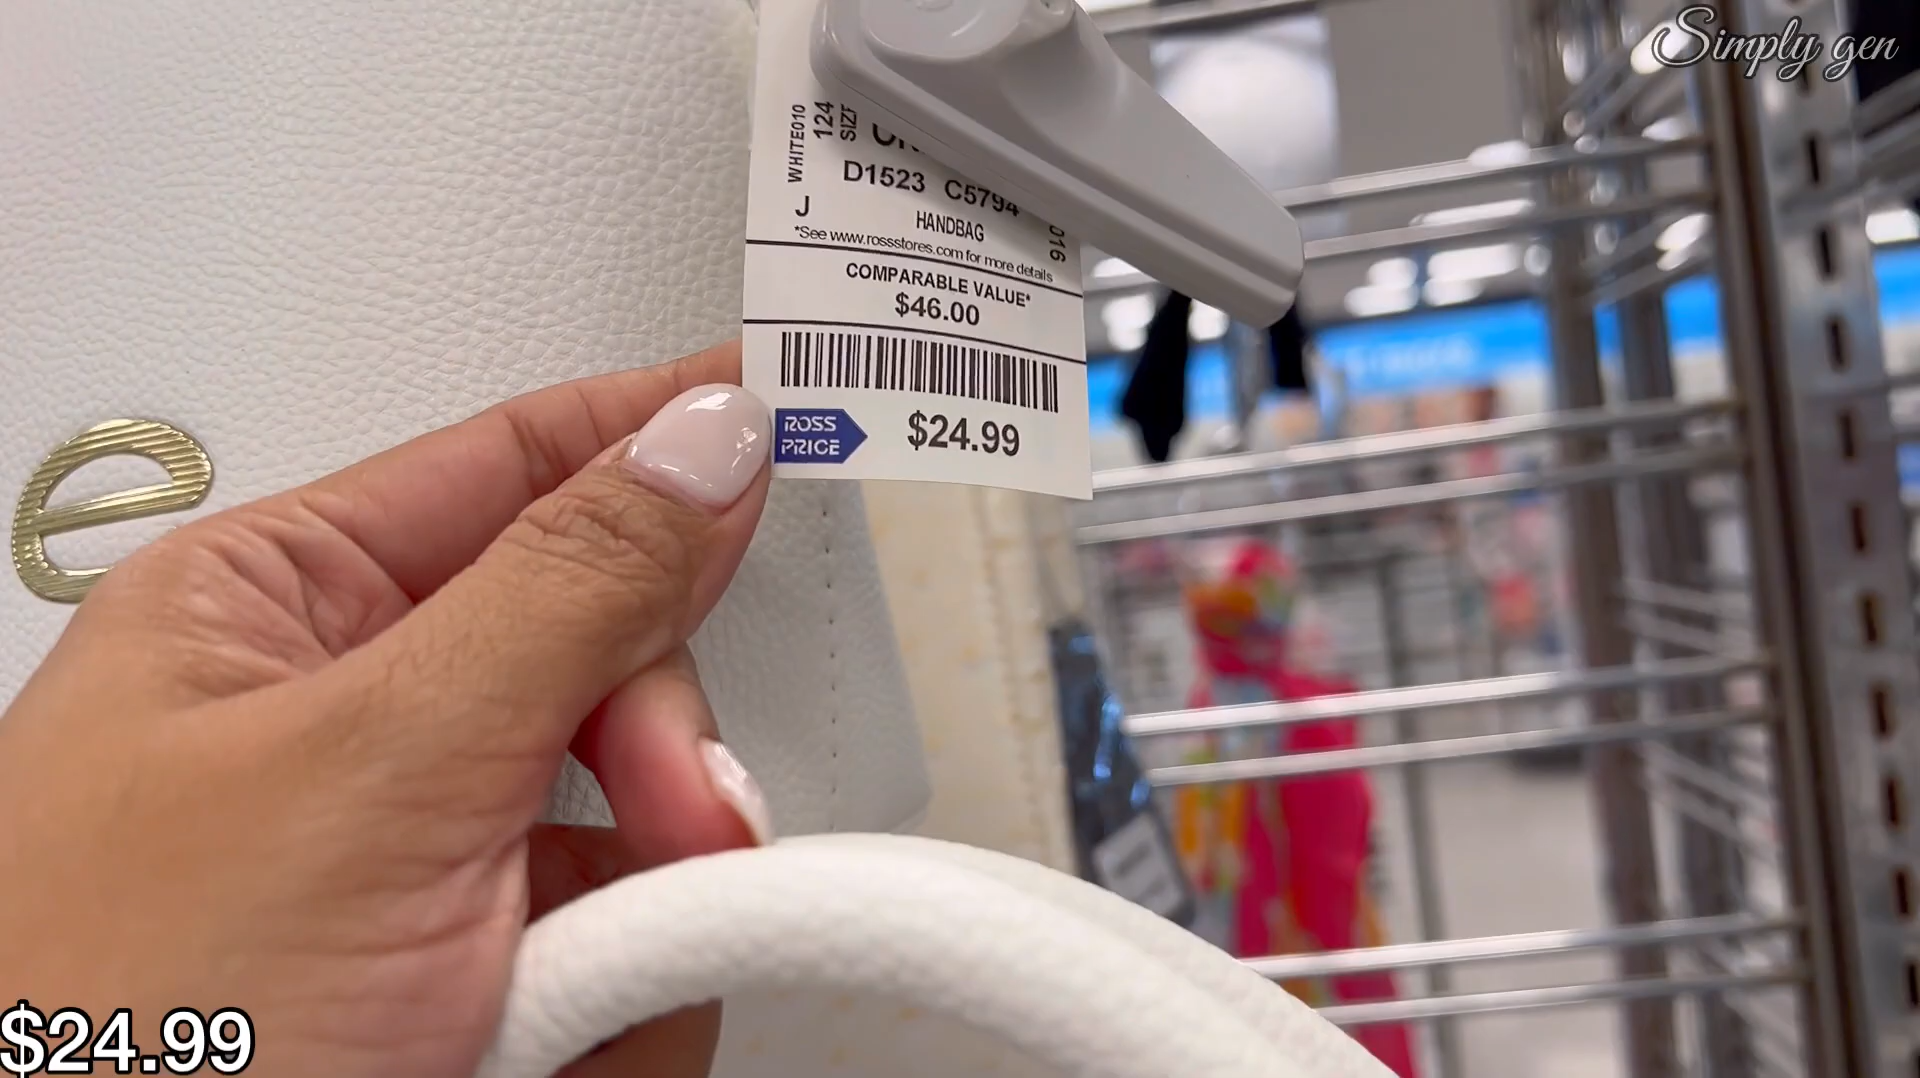 Simply gen
WHITE010
124
D1523 C5794
J
HANDBAG
016
*See www.rossstores.com for more details
COMPARABLE VALUE*
$46.00
ROSS
PRICE
$24.99
e
$24.99